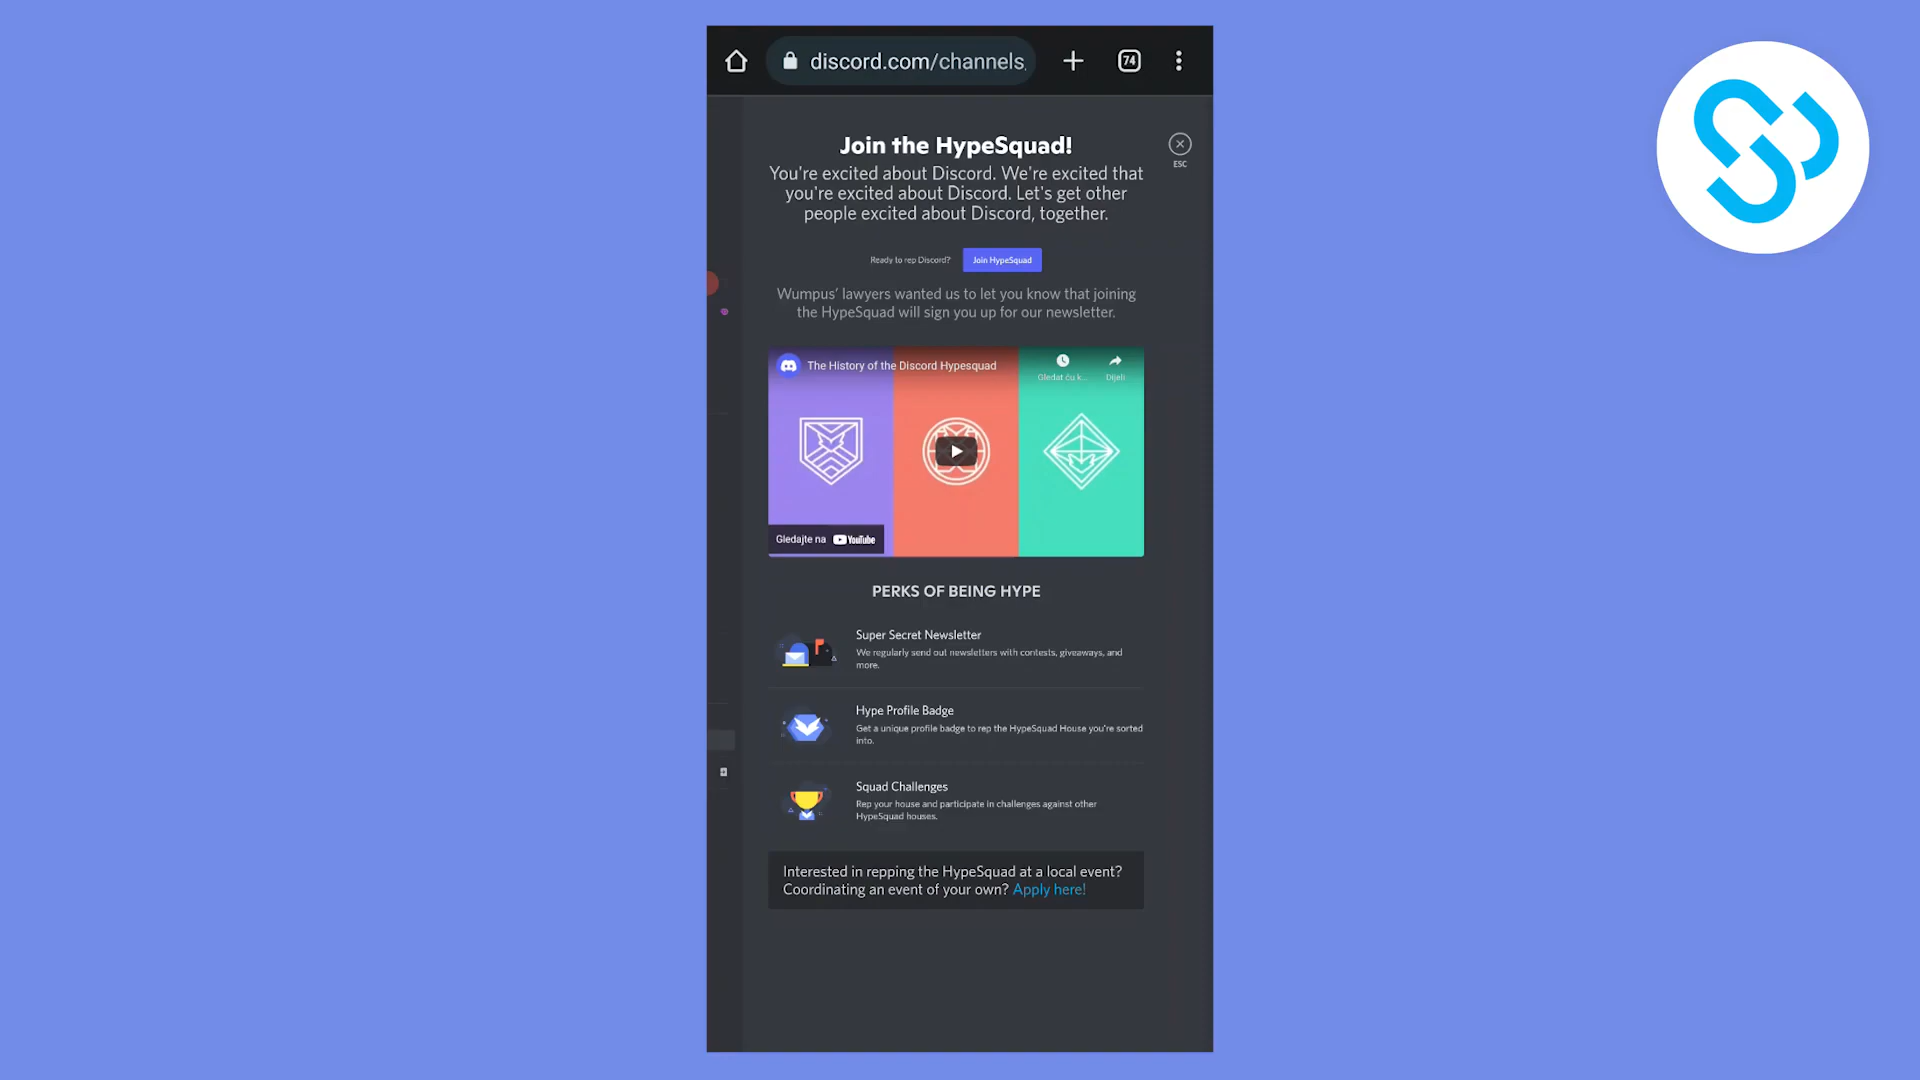 discord.com/channels
74
Join the HypeSquad!
ESC
You're excited about Discord. We're excited that
you're excited about Discord. Let's get other
people excited about Discord, together.
Ready to rep Discord?
Join HypeSquad
Wumpus’ lawyers wanted us to let you know that joining
the HypeSquad will sign you up for our newsletter.
The History of the Discord Hypesquad
Gledat ću k...
Dijeli
Gledajte na YouTube
PERKS OF BEING HYPE
Super Secret Newsletter
We regularly send out newsletters with contests, giveaways, and
more.
Hype Profile Badge
Get a unique profile badge to rep the HypeSquad House you're sorted
into.
Squad Challenges
Rep your house and participate in challenges against other
HypeSquad houses.
Interested in repping the HypeSquad at a local event?
Coordinating an event of your own? Apply here!